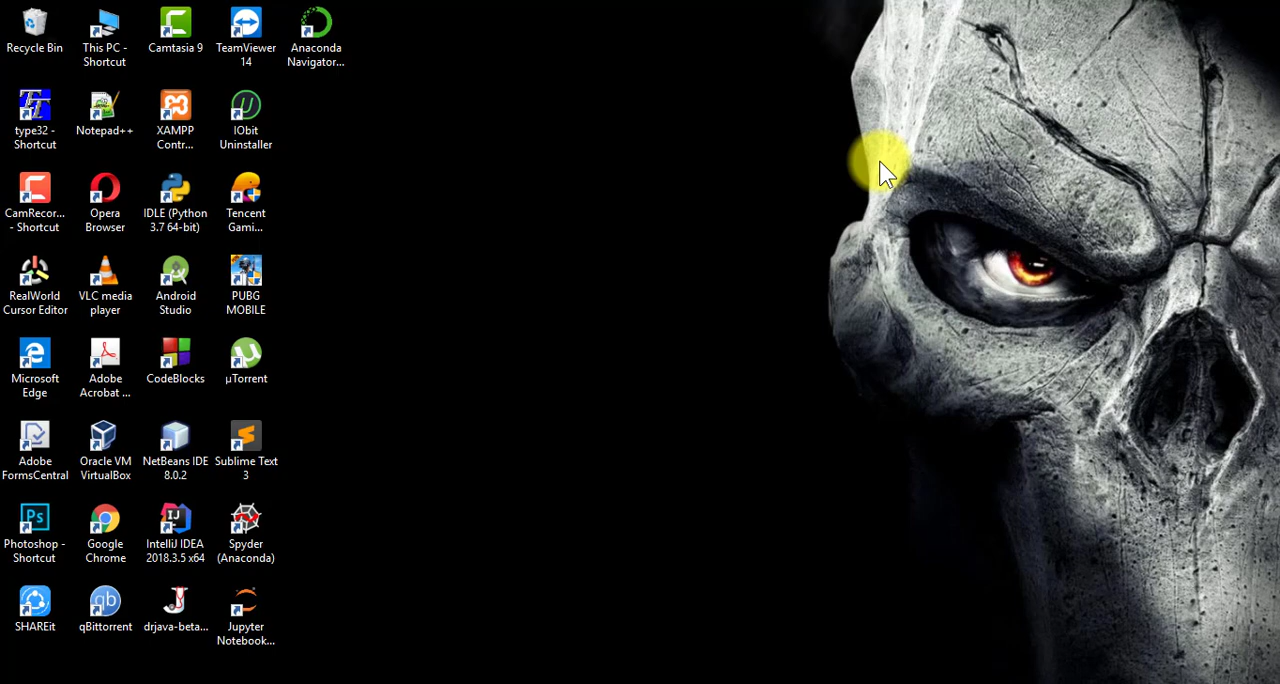 Recycle Bin
This PC -
Shortcut
Camtasia 9
TeamViewer
14
Anaconda
Navigator...
type32 -
Shortcut
Notepad++
XAMPP
Contr...
IObit
Uninstaller
CamRecor...
- Shortcut
Opera
Browser
IDLE (Python
3.7 64-bit)
Tencent
Gami...
RealWorld
Cursor Editor
VLC media
player
Android
Studio
PUBG
MOBILE
Microsoft
Edge
Adobe
Acrobat ...
CodeBlocks
µTorrent
Adobe
FormsCentral
Oracle VM
VirtualBox
NetBeans IDE
8.0.2
Sublime Text
3
Photoshop -
Shortcut
Google
Chrome
IntelliJ IDEA
2018.3.5 x64
Spyder
(Anaconda)
SHAREit
qBittorrent
drjava-beta...
Jupyter
Notebook...